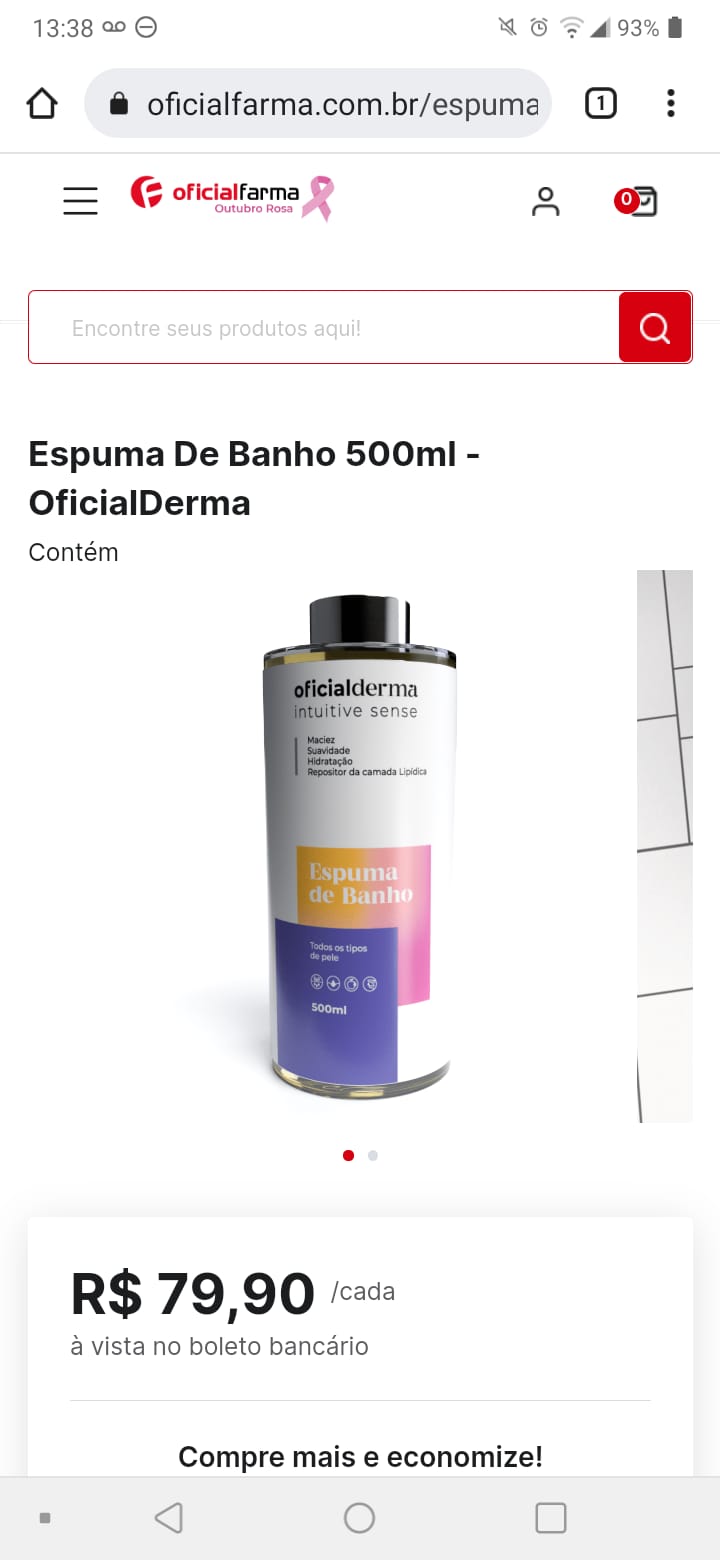 13:38
93%
oficialfarma.com.br/espuma
1
oficialfarma
Outubro Rosa
0
Encontre seus produtos aqui!
Espuma De Banho 500ml -
OficialDerma
Contém
oficialderma
intuitive sense
Maciez
Suavidade
Hidratação
Repositor da camada Lipídica
Espuma
de Banho
Todos os tipos
de pele
500ml
R$ 79,90 /cada
à vista no boleto bancário
Compre mais e economize!